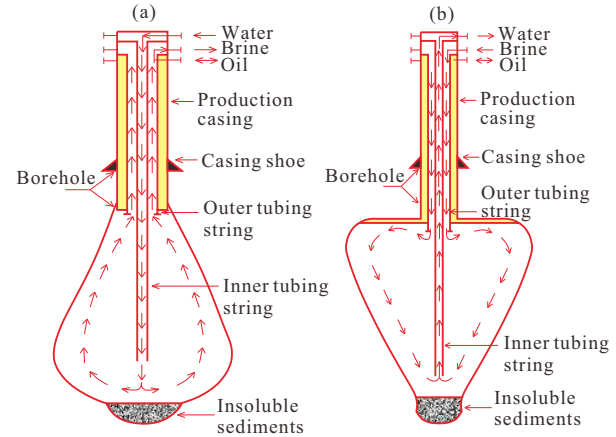 (a)
Water
Brine
Oil
Production
casing
Casing shoe
Borehole
Outer tubing
string
Inner tubing
string
Insoluble
sediments
(b)
Water
Brine
Oil
Production
casing
Casing shoe
Borehole
Outer tubing
string
Inner tubing
string
Insoluble
sediments